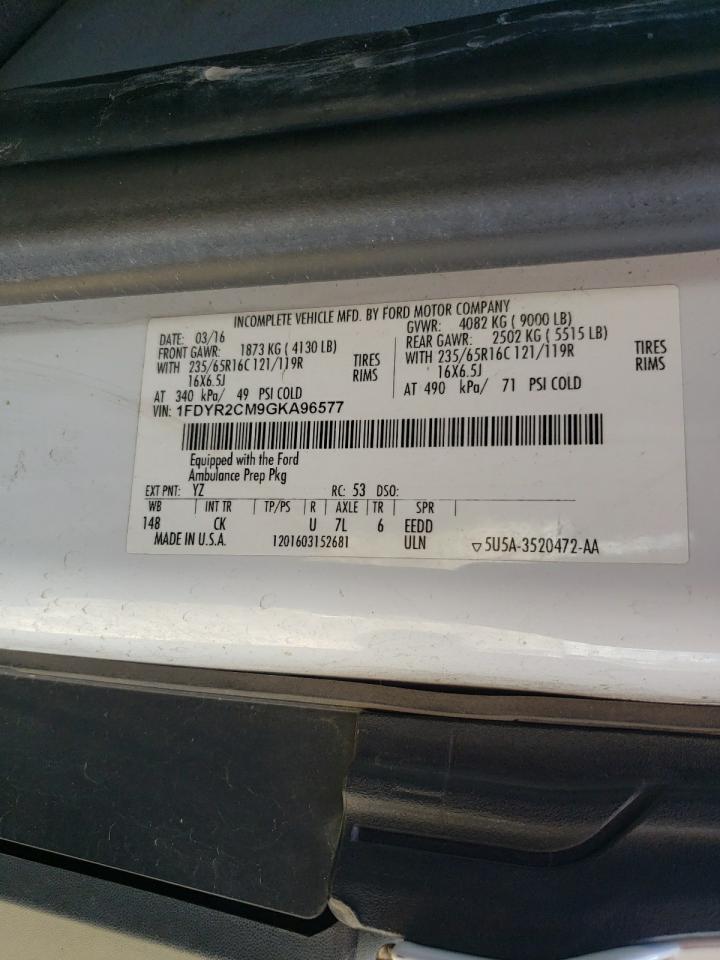 INCOMPLETE VEHICLE MFD. BY FORD MOTOR COMPANY
DATE: 03/16 GVWR: 4082 KG ( 9000 LB)
FRONT GAWR: 1873 KG ( 4130 LB) REAR GAWR: 2502 KG ( 5515 LB)
WITH 235/65R16C 121/119R TIRES WITH 235/65R16C 121/119R TIRES
16X6.5J RIMS 16X6.5J RIMS
AT 340 kPa/ 49 PSI COLD AT 490 kPa/ 71 PSI COLD
VIN: 1FDYR2CM9GKA96577
Equipped with the Ford
Ambulance Prep Pkg
EXT PNT: YZ RC: 53 DSO:
WB INT TR TP/PS R AXLE TR SPR
148 CK U 7L 6 EEDD
MADE IN U.S.A. 1201603152681 ULN ▽5U5A-3520472-AA